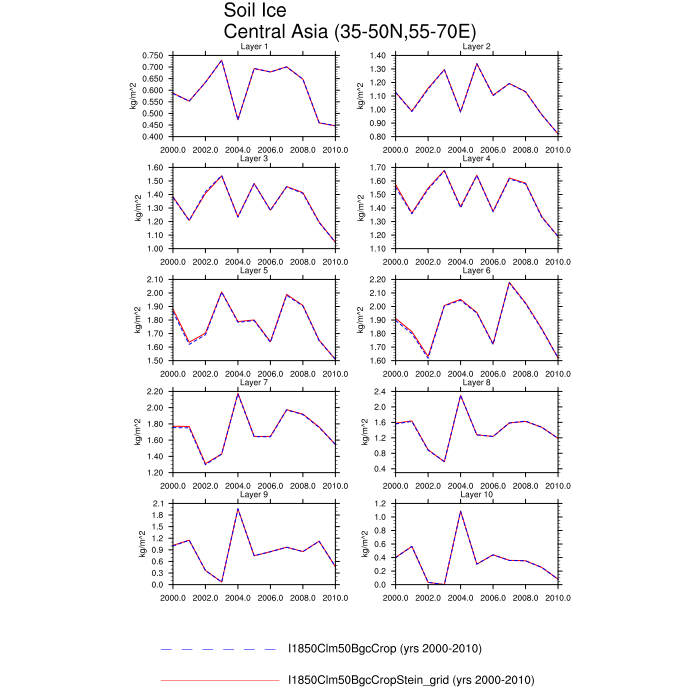 Soil Ice
Central Asia (35-50N,55-70E)
Layer 1
kg/m^2
0.750
0.700
0.650
0.600
0.550
0.500
0.450
0.400
2000.0 2002.0 2004.0 2006.0 2008.0 2010.0
Layer 2
kg/m^2
1.40
1.30
1.20
1.10
1.00
0.90
0.80
2000.0 2002.0 2004.0 2006.0 2008.0 2010.0
Layer 3
kg/m^2
1.60
1.50
1.40
1.30
1.20
1.10
1.00
2000.0 2002.0 2004.0 2006.0 2008.0 2010.0
Layer 4
kg/m^2
1.70
1.60
1.50
1.40
1.30
1.20
1.10
2000.0 2002.0 2004.0 2006.0 2008.0 2010.0
Layer 5
kg/m^2
2.10
2.00
1.90
1.80
1.70
1.60
1.50
2000.0 2002.0 2004.0 2006.0 2008.0 2010.0
Layer 6
kg/m^2
2.20
2.10
2.00
1.90
1.80
1.70
1.60
2000.0 2002.0 2004.0 2006.0 2008.0 2010.0
Layer 7
kg/m^2
2.20
2.00
1.80
1.60
1.40
1.20
2000.0 2002.0 2004.0 2006.0 2008.0 2010.0
Layer 8
kg/m^2
2.4
2.0
1.6
1.2
0.8
0.4
2000.0 2002.0 2004.0 2006.0 2008.0 2010.0
Layer 9
kg/m^2
2.1
1.8
1.5
1.2
0.9
0.6
0.3
0.0
2000.0 2002.0 2004.0 2006.0 2008.0 2010.0
Layer 10
kg/m^2
1.2
1.0
0.8
0.6
0.4
0.2
0.0
2000.0 2002.0 2004.0 2006.0 2008.0 2010.0
I1850Clm50BgcCrop (yrs 2000-2010)
I1850Clm50BgcCropStein_grid (yrs 2000-2010)